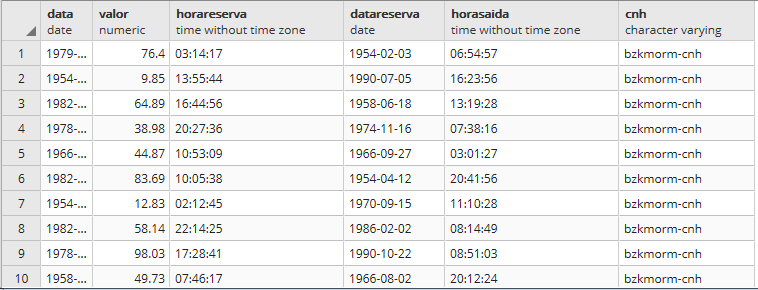 data valor horareserva datareserva horasaida cnh
date numeric time without time zone date time without time zone character varying
1 1979-... 76.4 03:14:17 1954-02-03 06:54:57 bzkmorm-cnh
2 1954-... 9.85 13:55:44 1990-07-05 16:23:56 bzkmorm-cnh
3 1982-... 64.89 16:44:56 1958-06-18 13:19:28 bzkmorm-cnh
4 1978-... 38.98 20:27:36 1974-11-16 07:38:16 bzkmorm-cnh
5 1966-... 44.87 10:53:09 1966-09-27 03:01:27 bzkmorm-cnh
6 1982-... 83.69 10:05:38 1954-04-12 20:41:56 bzkmorm-cnh
7 1954-... 12.83 02:12:45 1970-09-15 11:10:28 bzkmorm-cnh
8 1982-... 58.14 22:14:25 1986-02-02 08:14:49 bzkmorm-cnh
9 1978-... 98.03 17:28:41 1990-10-22 08:51:03 bzkmorm-cnh
10 1958-... 49.73 07:46:17 1966-08-02 20:12:24 bzkmorm-cnh